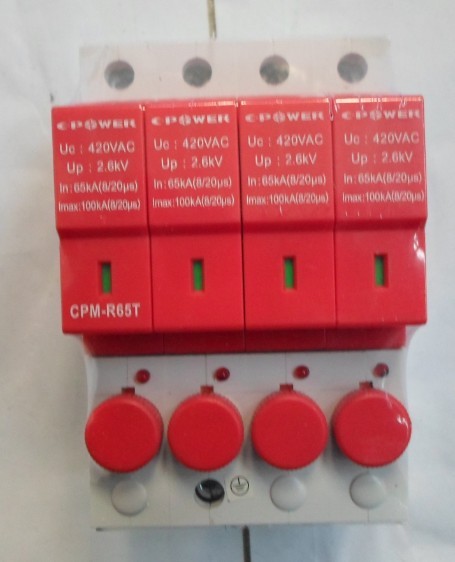 CPOWER CPOWER CPOWER CPOWER
Uc : 420VAC Uc : 420VAC Uc : 420VAC Uc : 420VAC
Up : 2.6kV Up : 2.6kV Up : 2.6kV Up : 2.6kV
In:65kA(8/20µs) In:65kA(8/20µs) In:65kA(8/20µs) In:65kA(8/20µs)
Imax:100kA(8/20µs) Imax:100kA(8/20µs) Imax:100kA(8/20µs) Imax:100kA(8/20µs)
CPM-R65T